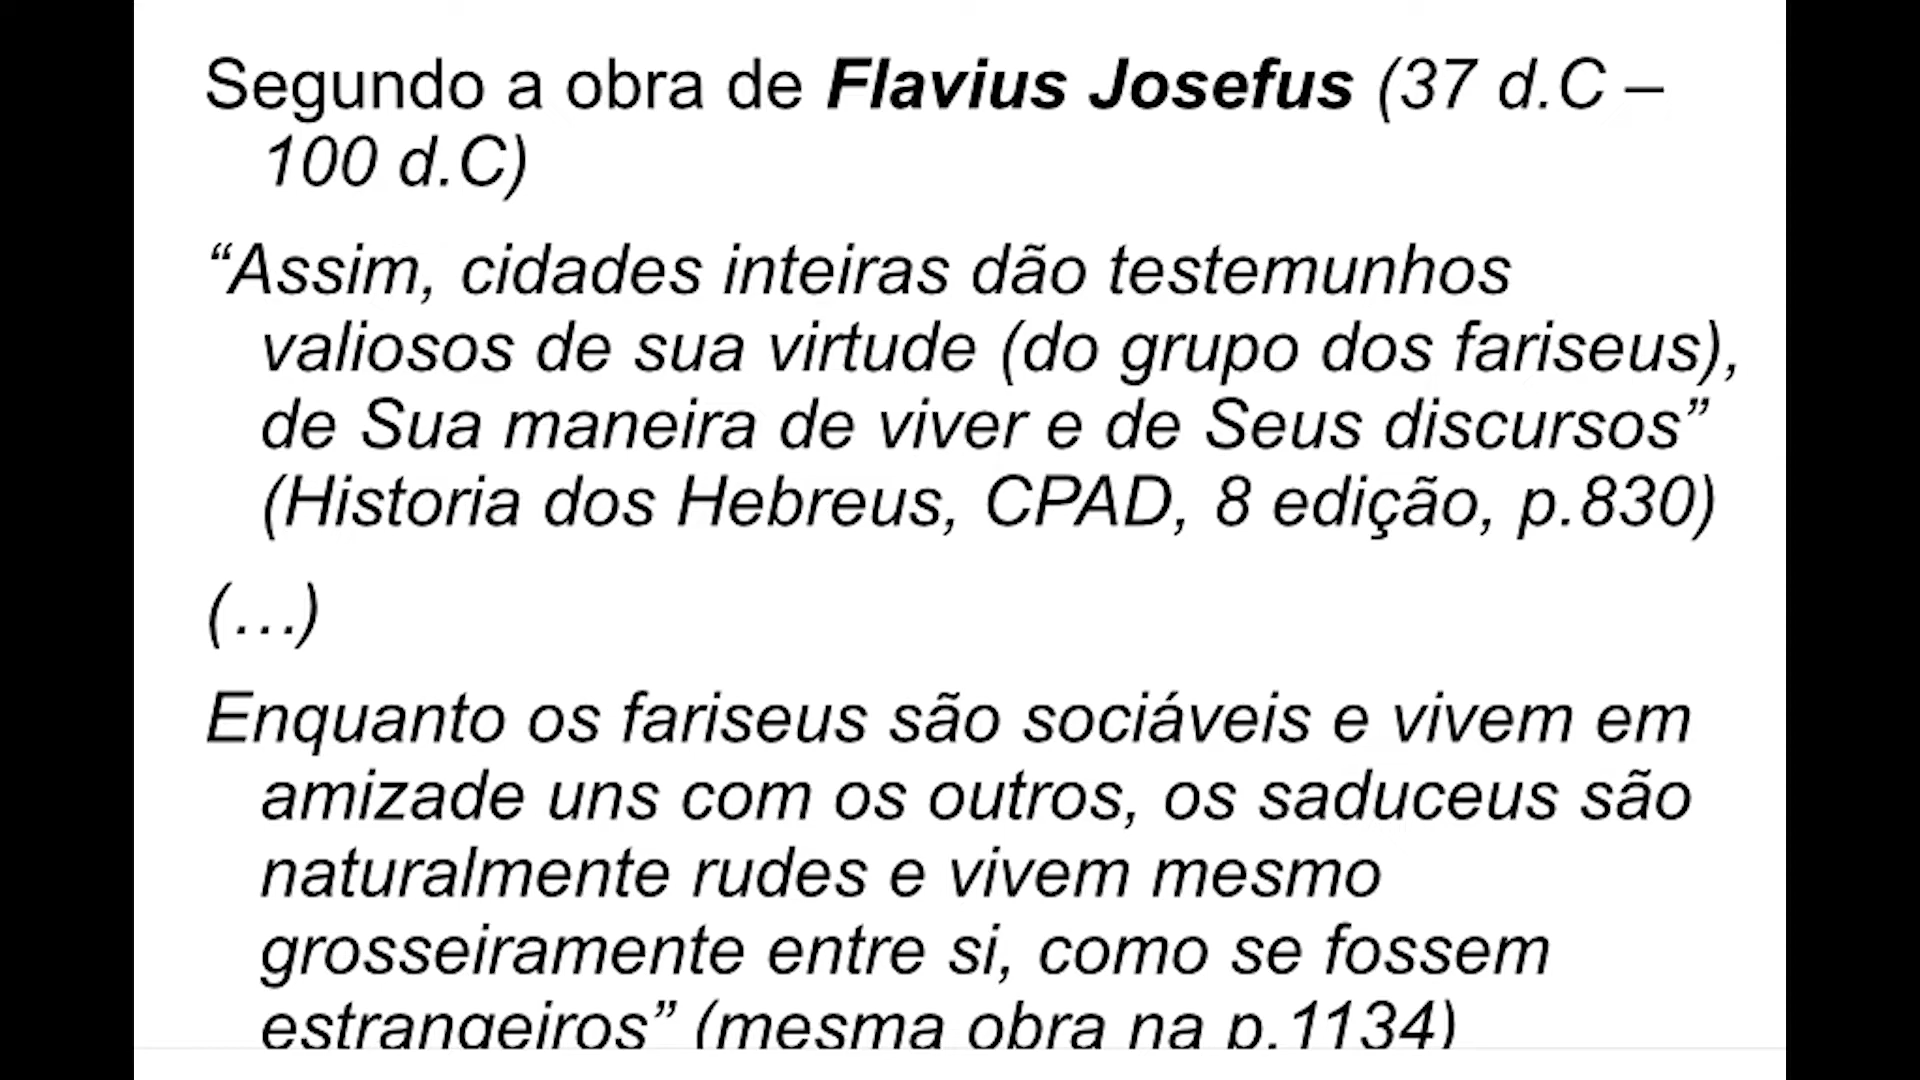 Segundo a obra de Flavius Josefus (37 d.C –
100 d.C)
“Assim, cidades inteiras dão testemunhos
valiosos de sua virtude (do grupo dos fariseus),
de Sua maneira de viver e de Seus discursos”
(Historia dos Hebreus, CPAD, 8 edição, p.830)
(…)
Enquanto os fariseus são sociáveis e vivem em
amizade uns com os outros, os saduceus são
naturalmente rudes e vivem mesmo
grosseiramente entre si, como se fossem
estrangeiros” (mesma obra na p.1134)